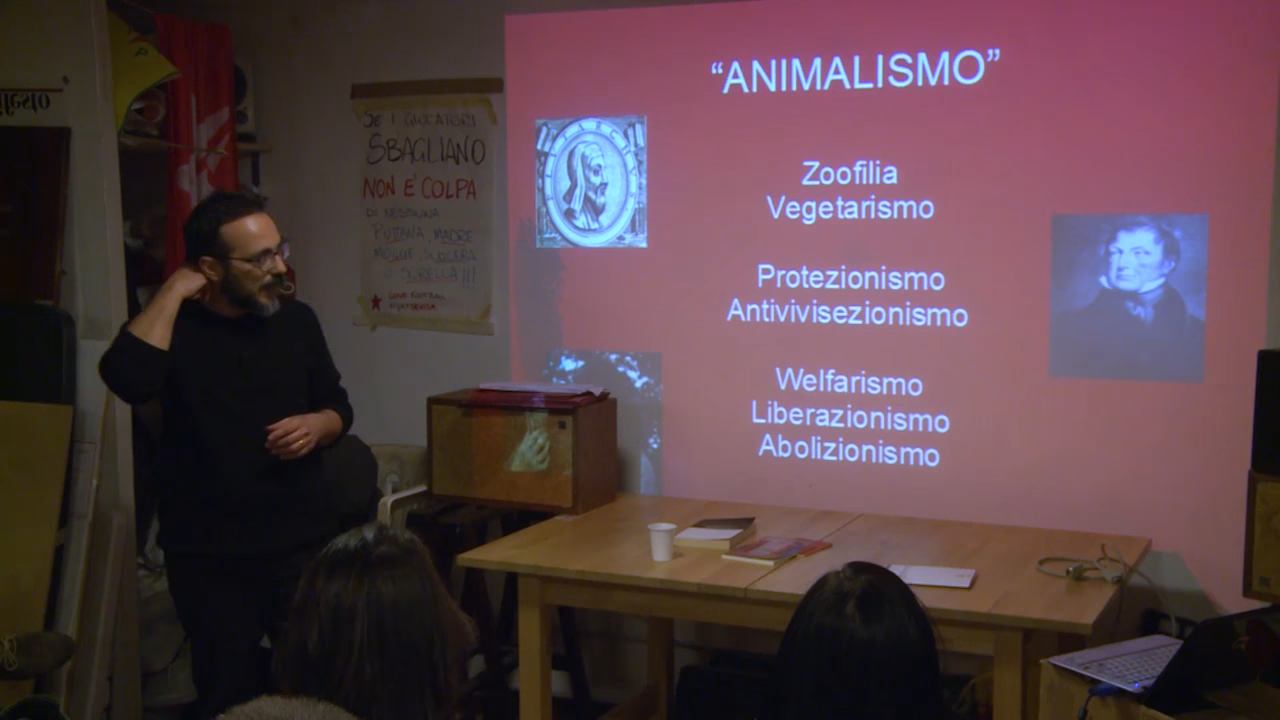 "ANIMALISMO"
Zoofilia
Vegetarismo
Protezionismo
Antivivisezionismo
Welfarismo
Liberazionismo
Abolizionismo
SE I GIOCATORI
SBAGLIANO
NON E' COLPA
DI NESSUNA
PUTTANA, MADRE
MOGLIE, SUOCERA
O SORELLA!!!